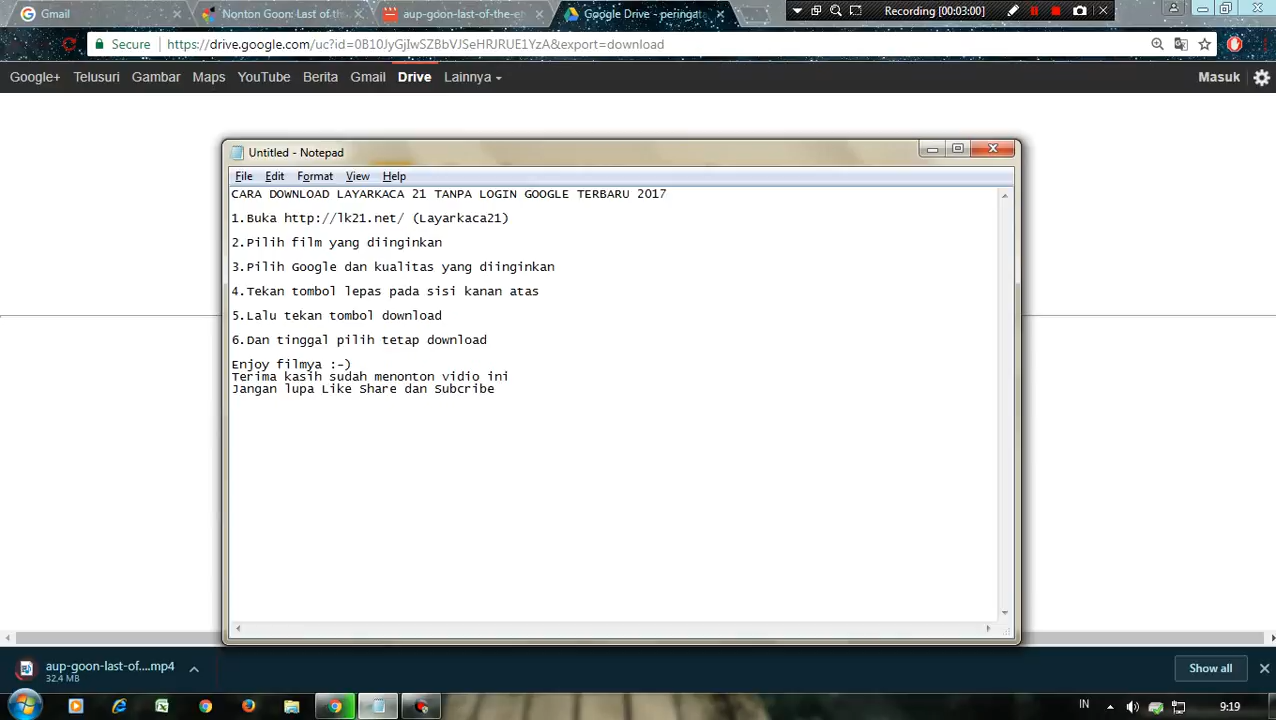 Gmail
Nonton Goon: Last of th
aup-goon-last-of-the-e
Google Drive - peringat
Recording [00:03:00]
Secure
https://drive.google.com/uc?id=0B10JyGjIwSZBbVJSeHRJRUE1YzA&export=download
Google+ Telusuri Gambar Maps YouTube Berita Gmail Drive Lainnya
Masuk
Untitled - Notepad
File Edit Format View Help
CARA DOWNLOAD LAYARKACA 21 TANPA LOGIN GOOGLE TERBARU 2017
1.Buka http://lk21.net/ (Layarkaca21)
2.Pilih film yang diinginkan
3.Pilih Google dan kualitas yang diinginkan
4.Tekan tombol lepas pada sisi kanan atas
5.Lalu tekan tombol download
6.Dan tinggal pilih tetap download
Enjoy filmya :-)
Terima kasih sudah menonton vidio ini
Jangan lupa Like Share dan Subcribe
aup-goon-last-of....mp4
32.4 MB
Show all
IN
9:19